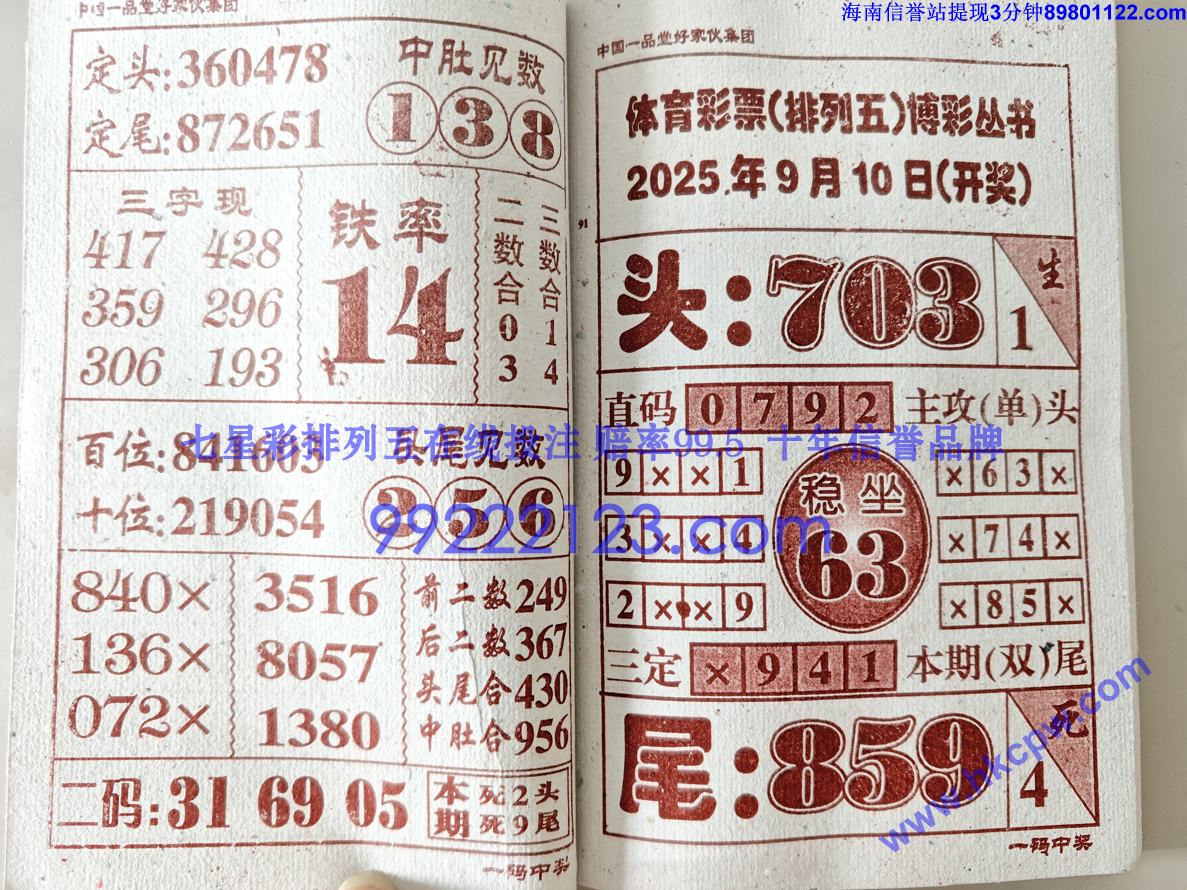 海南信誉站提现3分钟89801122.com
中国一品堂好家伙集团
定头:360478
定尾:872651
中肚见数
1 3 8
三字现
417 428
359 296
306 193
铁率
14
二数合03
三数合14
百位:841603
十位:219054
头尾见数
2 5 6
七星彩排列五在线投注 赔率99.5 十年信誉品牌
99222123.com
840×
136×
072×
3516
8057
1380
前二数249
后二数367
头尾合430
中肚合956
二码:31 69 05
本期
死2头
死9尾
一码中奖
中国一品堂好家伙集团
体育彩票(排列五)博彩丛书
2025年9月10日(开奖)
91
头:703
生
1
直码 0792 主攻(单)头
9××1
3××4
2××9
稳坐
63
×63×
×74×
×85×
三定 ×941 本期(双)尾
尾:859
死
4
www.hkcpw.com
一码中奖